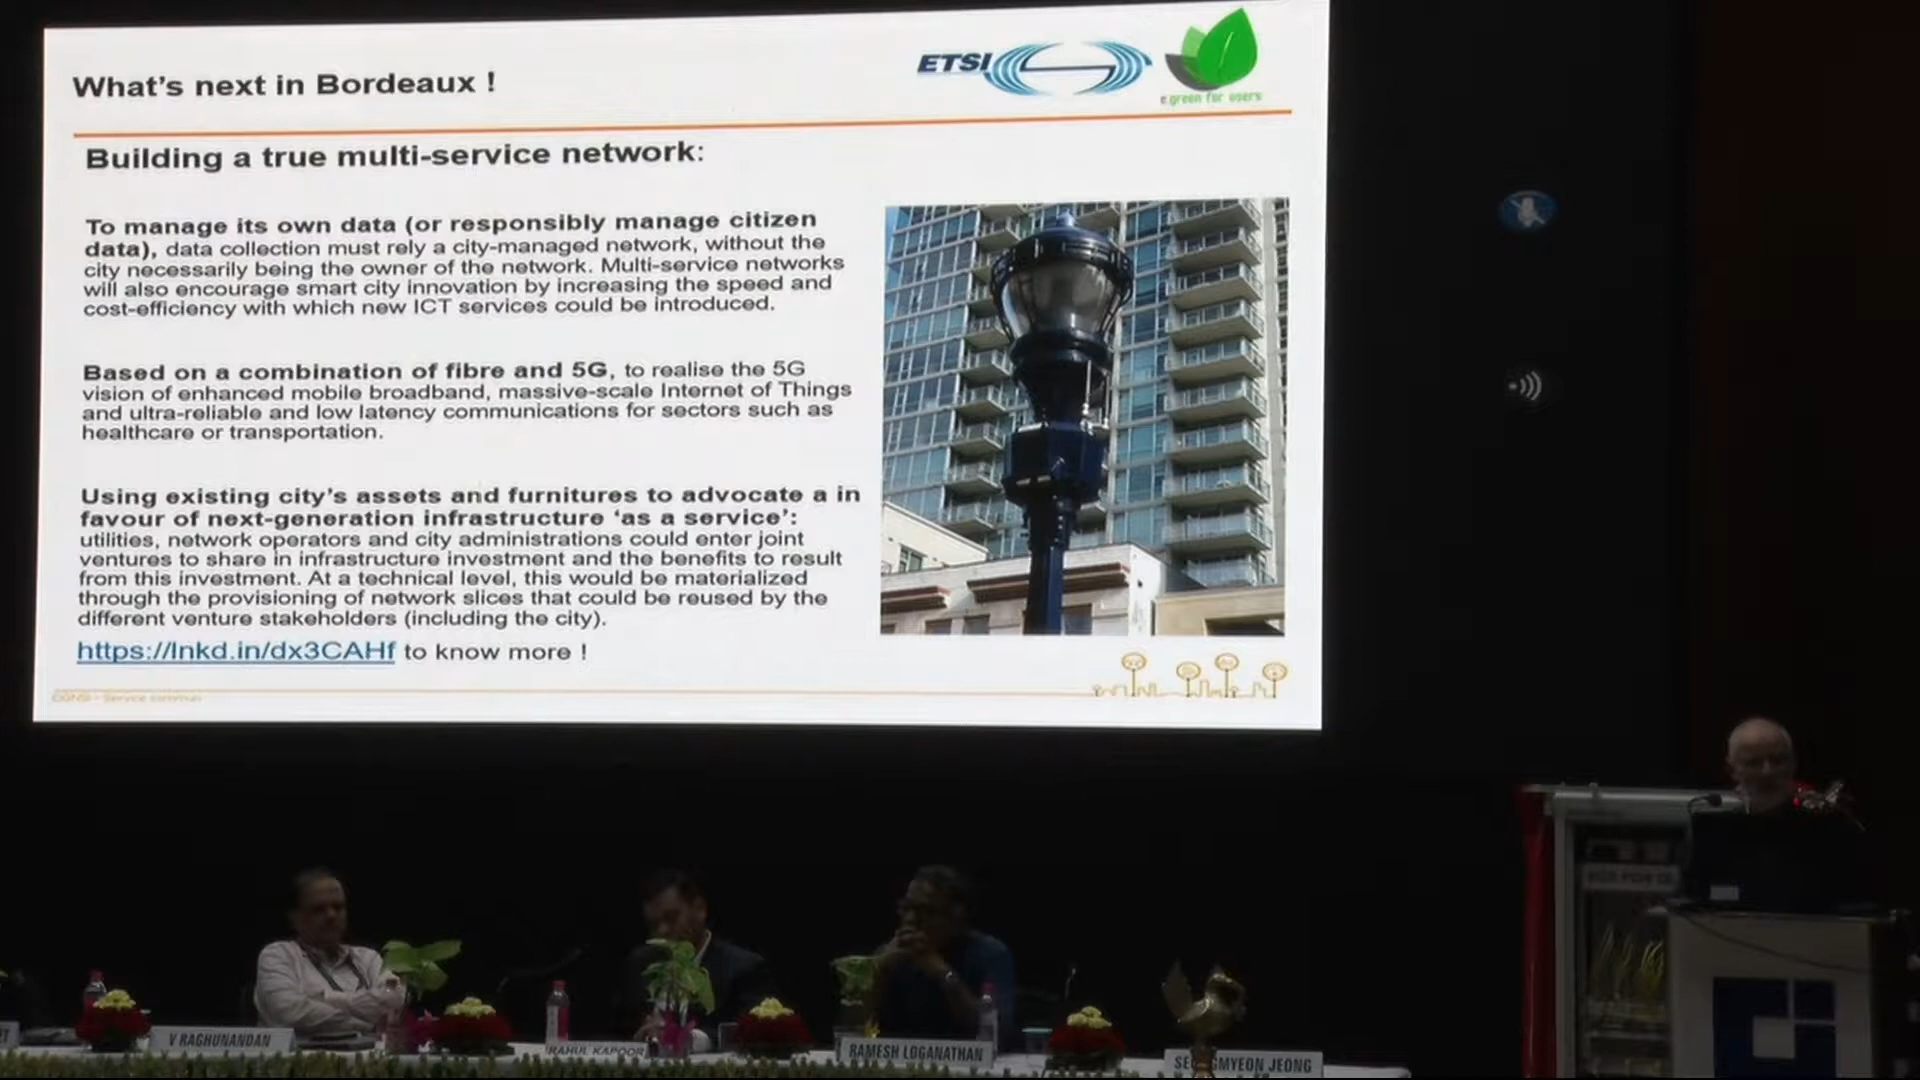 What's next in Bordeaux !
ETSI
e green for users
Building a true multi-service network:
To manage its own data (or responsibly manage citizen
data), data collection must rely a city-managed network, without the
city necessarily being the owner of the network. Multi-service networks
will also encourage smart city innovation by increasing the speed and
cost-efficiency with which new ICT services could be introduced.
Based on a combination of fibre and 5G, to realise the 5G
vision of enhanced mobile broadband, massive-scale Internet of Things
and ultra-reliable and low latency communications for sectors such as
healthcare or transportation.
Using existing city's assets and furnitures to advocate a in
favour of next-generation infrastructure 'as a service':
utilities, network operators and city administrations could enter joint
ventures to share in infrastructure investment and the benefits to result
from this investment. At a technical level, this would be materialized
through the provisioning of network slices that could be reused by the
different venture stakeholders (including the city).
https://lnkd.in/dx3CAHf to know more !
V RAGHUNANDAN
RAHUL KAPOOR
RAMESH LOGANATHAN
JEONG